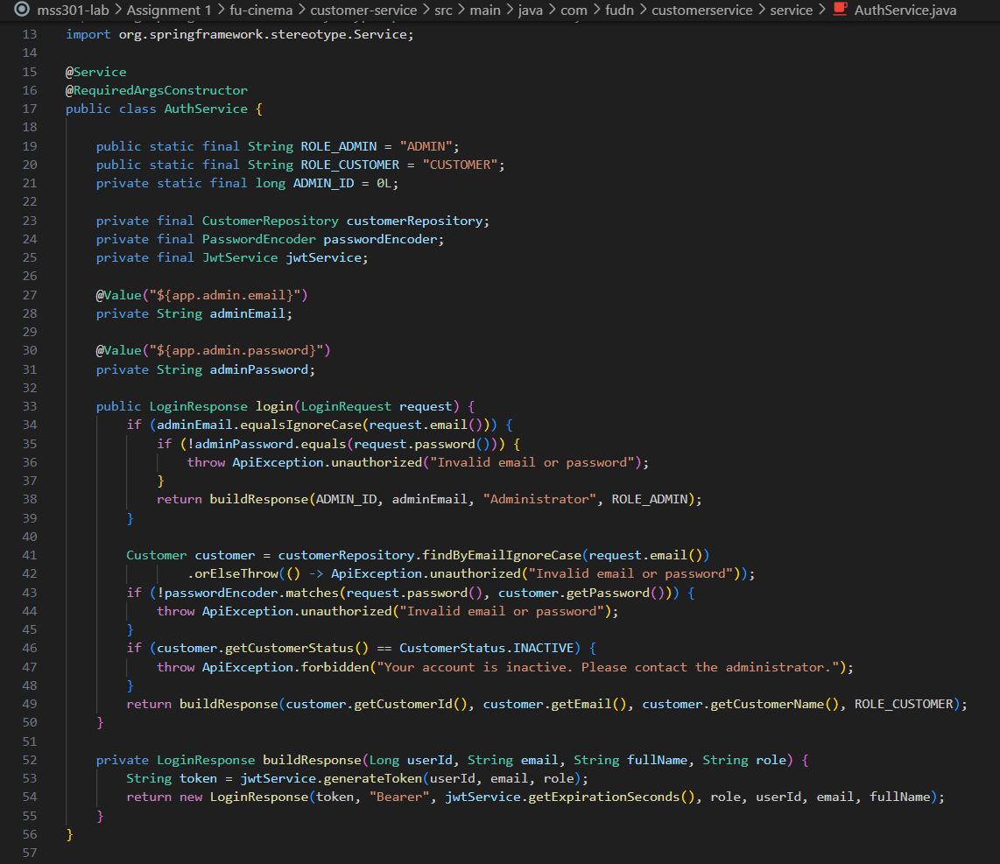 mss301-lab > Assignment 1 > fu-cinema > customer-service > src > main > java > com > fudn > customerservice > service > AuthService.java
13 import org.springframework.stereotype.Service;
14
15 @Service
16 @RequiredArgsConstructor
17 public class AuthService {
18
19     public static final String ROLE_ADMIN = "ADMIN";
20     public static final String ROLE_CUSTOMER = "CUSTOMER";
21     private static final long ADMIN_ID = 0L;
22
23     private final CustomerRepository customerRepository;
24     private final PasswordEncoder passwordEncoder;
25     private final JwtService jwtService;
26
27     @Value("${app.admin.email}")
28     private String adminEmail;
29
30     @Value("${app.admin.password}")
31     private String adminPassword;
32
33     public LoginResponse login(LoginRequest request) {
34         if (adminEmail.equalsIgnoreCase(request.email())) {
35             if (!adminPassword.equals(request.password())) {
36                 throw ApiException.unauthorized("Invalid email or password");
37             }
38             return buildResponse(ADMIN_ID, adminEmail, "Administrator", ROLE_ADMIN);
39         }
40
41         Customer customer = customerRepository.findByEmailIgnoreCase(request.email())
42                 .orElseThrow(() -> ApiException.unauthorized("Invalid email or password"));
43         if (!passwordEncoder.matches(request.password(), customer.getPassword())) {
44             throw ApiException.unauthorized("Invalid email or password");
45         }
46         if (customer.getCustomerStatus() == CustomerStatus.INACTIVE) {
47             throw ApiException.forbidden("Your account is inactive. Please contact the administrator.");
48         }
49         return buildResponse(customer.getCustomerId(), customer.getEmail(), customer.getCustomerName(), ROLE_CUSTOMER);
50     }
51
52     private LoginResponse buildResponse(Long userId, String email, String fullName, String role) {
53         String token = jwtService.generateToken(userId, email, role);
54         return new LoginResponse(token, "Bearer", jwtService.getExpirationSeconds(), role, userId, email, fullName);
55     }
56 }
57